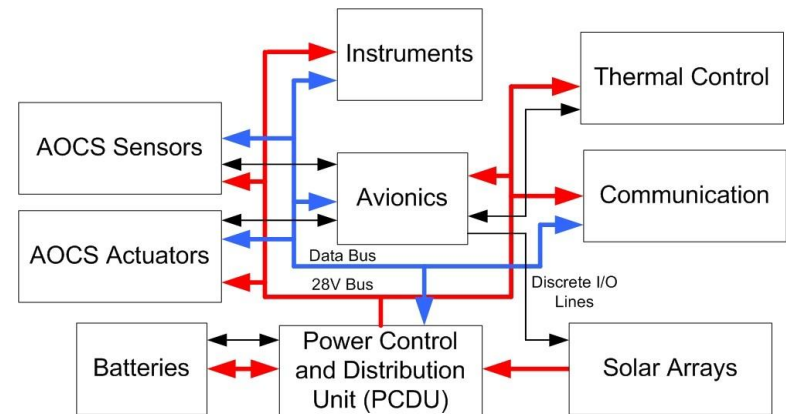 Instruments
Thermal Control
AOCS Sensors
Avionics
Communication
AOCS Actuators
Data Bus
28V Bus
Discrete I/O
Lines
Batteries
Power Control
and Distribution
Unit (PCDU)
Solar Arrays